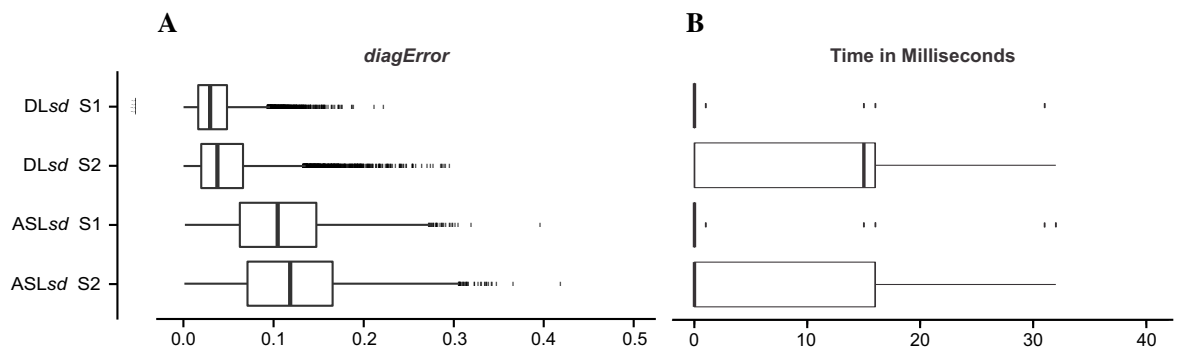 A
B
diagError
Time in Milliseconds
DLsd S1
DLsd S2
ASLsd S1
ASLsd S2
0.0 0.1 0.2 0.3 0.4 0.5
0 10 20 30 40